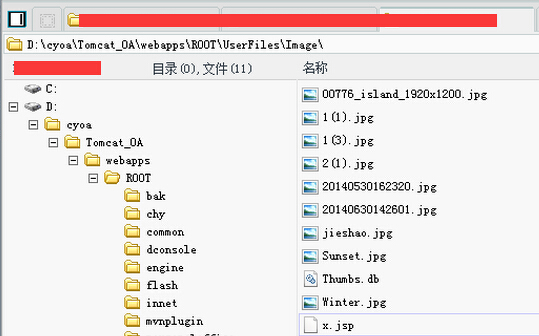 D:\cyoa\Tomcat_OA\webapps\ROOT\UserFiles\Image\
目录(0),文件(11)
名称
C:
D:
cyoa
Tomcat_OA
webapps
ROOT
bak
chy
common
dconsole
engine
flash
innet
mvnplugin
00776_island_1920x1200.jpg
1(1).jpg
1(3).jpg
2(1).jpg
20140530162320.jpg
20140630142601.jpg
jieshao.jpg
Sunset.jpg
Thumbs.db
Winter.jpg
x.jsp